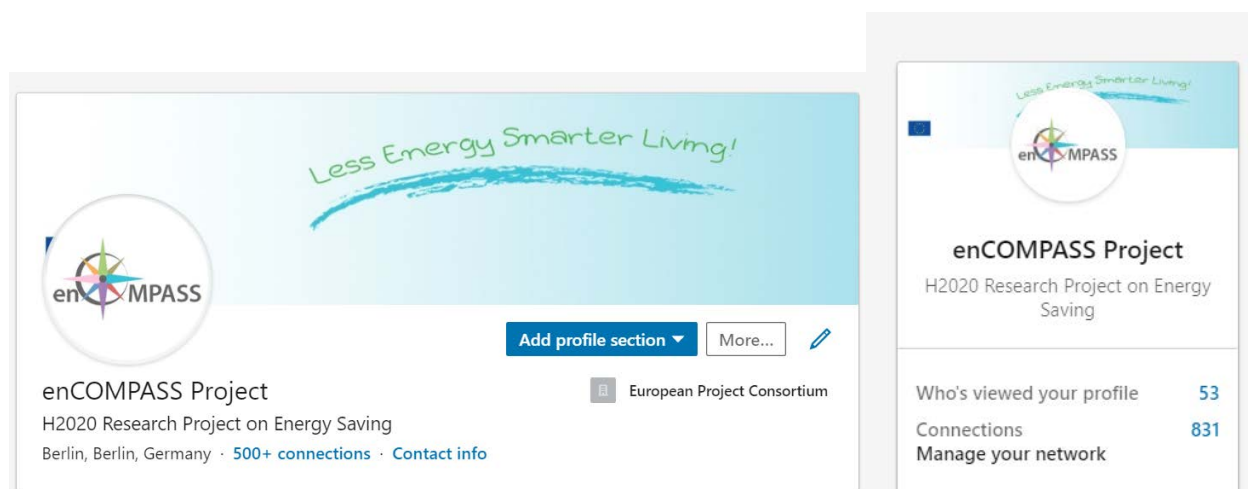 Less Energy Smarter Living!
enCOMPASS
Add profile section
More...
enCOMPASS Project
European Project Consortium
H2020 Research Project on Energy Saving
Berlin, Berlin, Germany · 500+ connections · Contact info
Less Energy Smarter Living!
enCOMPASS
enCOMPASS Project
H2020 Research Project on Energy
Saving
Who's viewed your profile 53
Connections 831
Manage your network